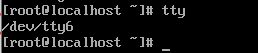 [root@localhost ~]# tty
/dev/tty6
[root@localhost ~]# _